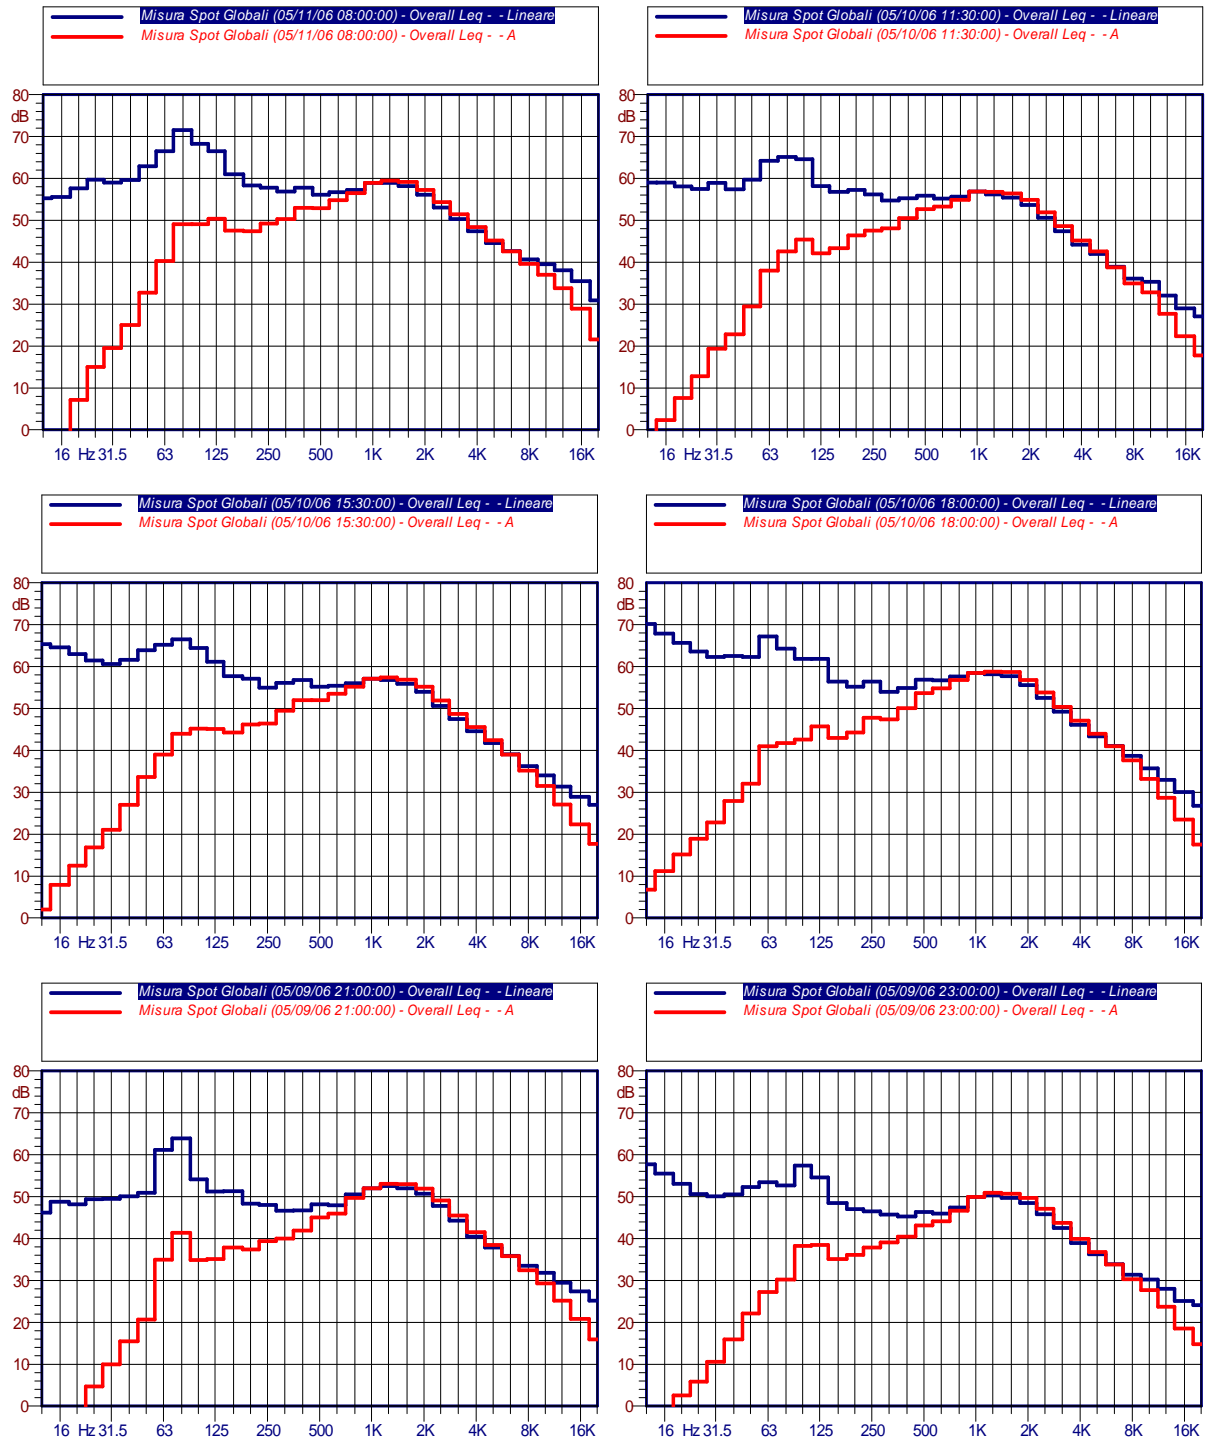 Misura Spot Globali (05/11/06 08:00:00) - Overall Leq - - Lineare
Misura Spot Globali (05/11/06 08:00:00) - Overall Leq - - A
80
dB
70
60
50
40
30
20
10
0
16 Hz 31.5 63 125 250 500 1K 2K 4K 8K 16K
Misura Spot Globali (05/10/06 11:30:00) - Overall Leq - - Lineare
Misura Spot Globali (05/10/06 11:30:00) - Overall Leq - - A
80
dB
70
60
50
40
30
20
10
0
16 Hz 31.5 63 125 250 500 1K 2K 4K 8K 16K
Misura Spot Globali (05/10/06 15:30:00) - Overall Leq - - Lineare
Misura Spot Globali (05/10/06 15:30:00) - Overall Leq - - A
80
dB
70
60
50
40
30
20
10
0
16 Hz 31.5 63 125 250 500 1K 2K 4K 8K 16K
Misura Spot Globali (05/10/06 18:00:00) - Overall Leq - - Lineare
Misura Spot Globali (05/10/06 18:00:00) - Overall Leq - - A
80
dB
70
60
50
40
30
20
10
0
16 Hz 31.5 63 125 250 500 1K 2K 4K 8K 16K
Misura Spot Globali (05/09/06 21:00:00) - Overall Leq - - Lineare
Misura Spot Globali (05/09/06 21:00:00) - Overall Leq - - A
80
dB
70
60
50
40
30
20
10
0
16 Hz 31.5 63 125 250 500 1K 2K 4K 8K 16K
Misura Spot Globali (05/09/06 23:00:00) - Overall Leq - - Lineare
Misura Spot Globali (05/09/06 23:00:00) - Overall Leq - - A
80
dB
70
60
50
40
30
20
10
0
16 Hz 31.5 63 125 250 500 1K 2K 4K 8K 16K